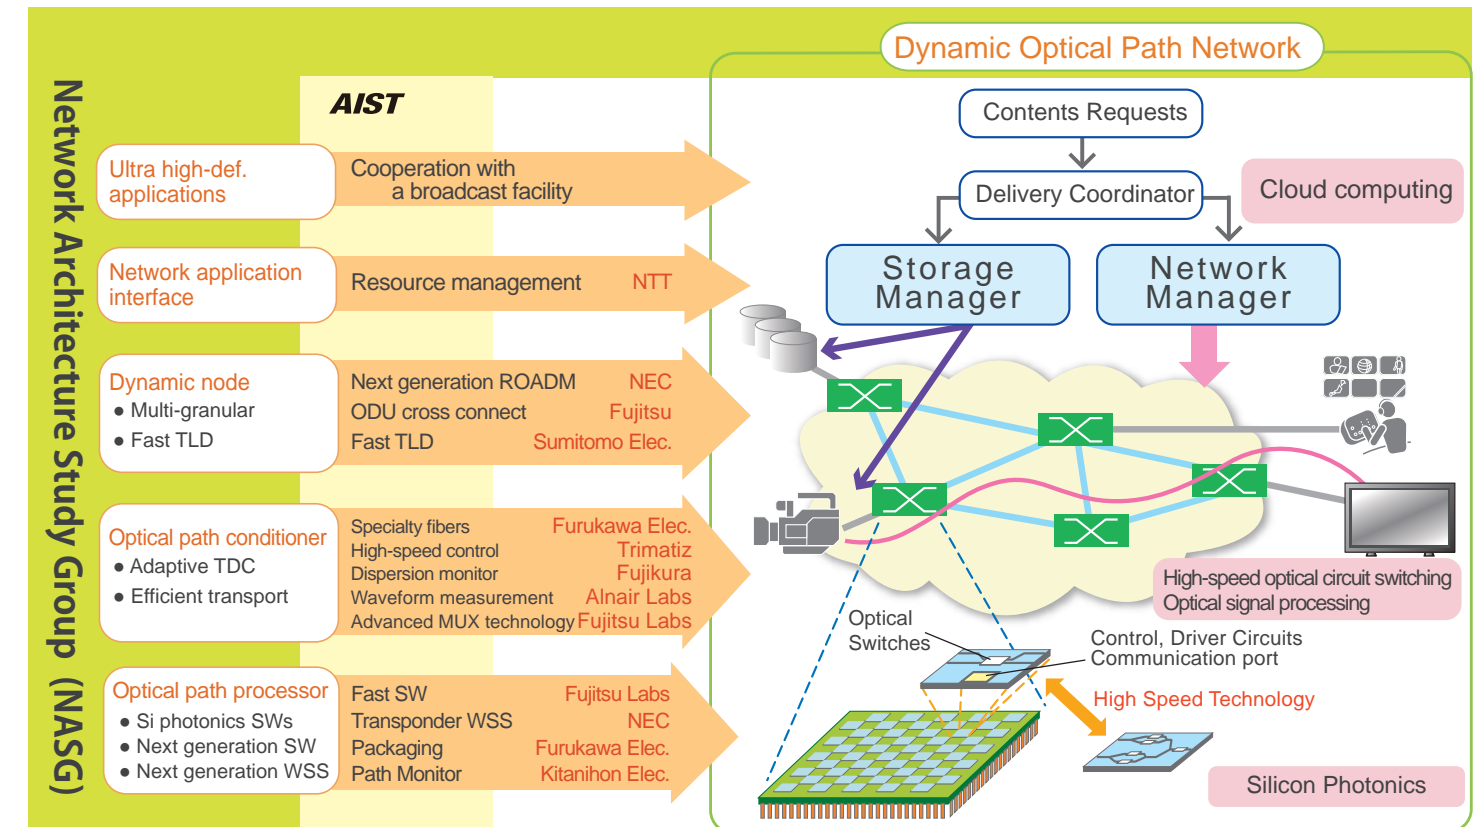 Network Architecture Study Group (NASG)
AIST
Ultra high-def.
applications
Cooperation with
a broadcast facility
Network application
interface
Resource management NTT
Dynamic node
● Multi-granular
● Fast TLD
Next generation ROADM NEC
ODU cross connect Fujitsu
Fast TLD Sumitomo Elec.
Optical path conditioner
● Adaptive TDC
● Efficient transport
Specialty fibers Furukawa Elec.
High-speed control Trimatiz
Dispersion monitor Fujikura
Waveform measurement Alnair Labs
Advanced MUX technology Fujitsu Labs
Optical path processor
● Si photonics SWs
● Next generation SW
● Next generation WSS
Fast SW Fujitsu Labs
Transponder WSS NEC
Packaging Furukawa Elec.
Path Monitor Kitanihon Elec.
Dynamic Optical Path Network
Contents Requests
Delivery Coordinator
Cloud computing
Storage
Manager
Network
Manager
High-speed optical circuit switching
Optical signal processing
Optical
Switches
Control, Driver Circuits
Communication port
High Speed Technology
Silicon Photonics